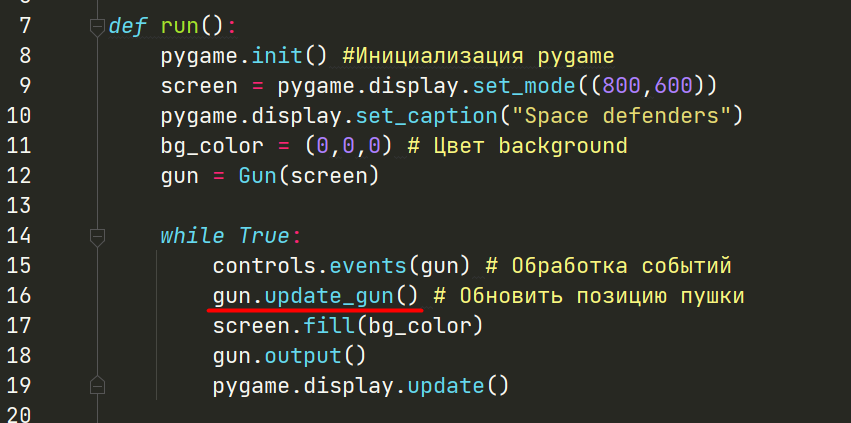 7 def run():
8 pygame.init() #Инициализация pygame
9 screen = pygame.display.set_mode((800,600))
10 pygame.display.set_caption("Space defenders")
11 bg_color = (0,0,0) # Цвет background
12 gun = Gun(screen)
13
14 while True:
15 controls.events(gun) # Обработка событий
16 gun.update_gun() # Обновить позицию пушки
17 screen.fill(bg_color)
18 gun.output()
19 pygame.display.update()
20